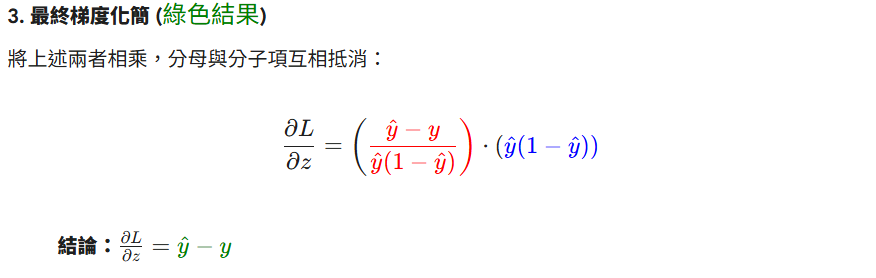 3. 最終梯度化簡 (綠色結果)
將上述兩者相乘，分母與分子項互相抵消：
∂L/∂z = ( (ŷ − y) / (ŷ(1 − ŷ)) ) · (ŷ(1 − ŷ))
結論：∂L/∂z = ŷ − y